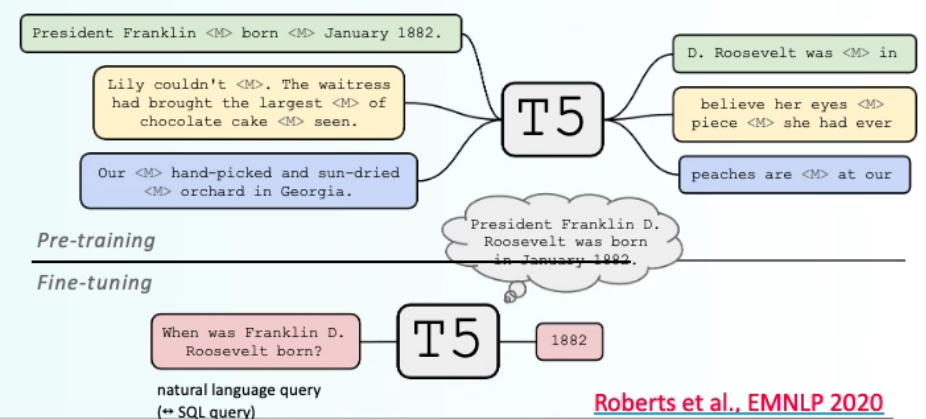 President Franklin <M> born <M> January 1882.
Lily couldn't <M>. The waitress
had brought the largest <M> of
chocolate cake <M> seen.
Our <M> hand-picked and sun-dried
<M> orchard in Georgia.
T5
D. Roosevelt was <M> in
believe her eyes <M>
piece <M> she had ever
peaches are <M> at our
President Franklin D.
Roosevelt was born
in January 1882.
Pre-training
Fine-tuning
When was Franklin D.
Roosevelt born?
T5
1882
natural language query
(↔ SQL query)
Roberts et al., EMNLP 2020